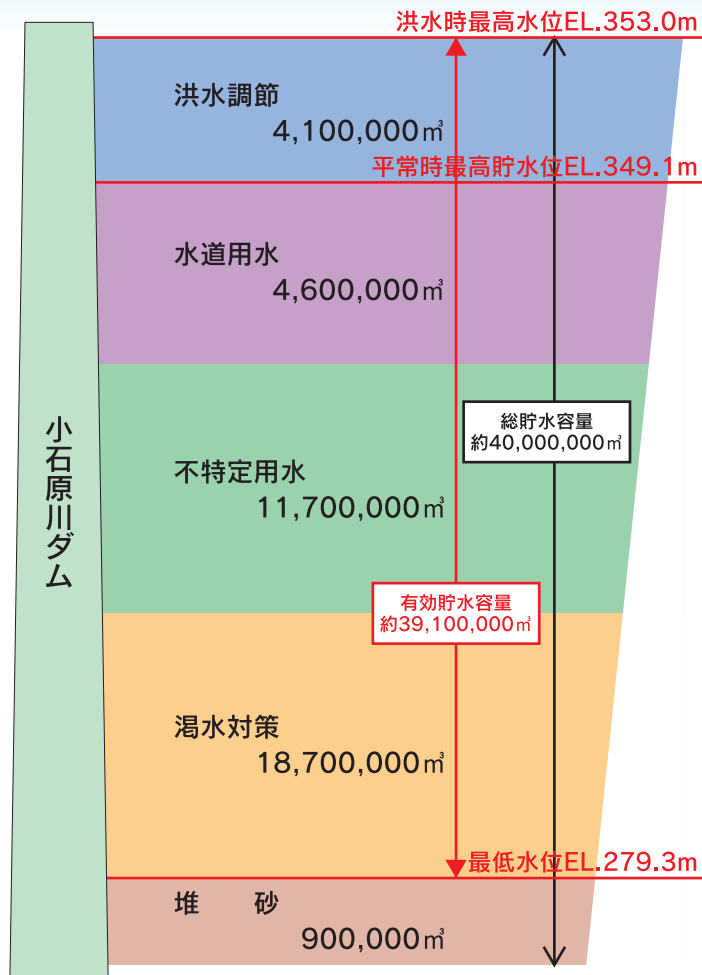 洪水時最高水位EL.353.0m
洪水調節
4,100,000㎥
平常時最高貯水位EL.349.1m
水道用水
4,600,000㎥
総貯水容量
約40,000,000㎥
小石原川ダム
不特定用水
11,700,000㎥
有効貯水容量
約39,100,000㎥
渇水対策
18,700,000㎥
最低水位EL.279.3m
堆　砂
900,000㎥